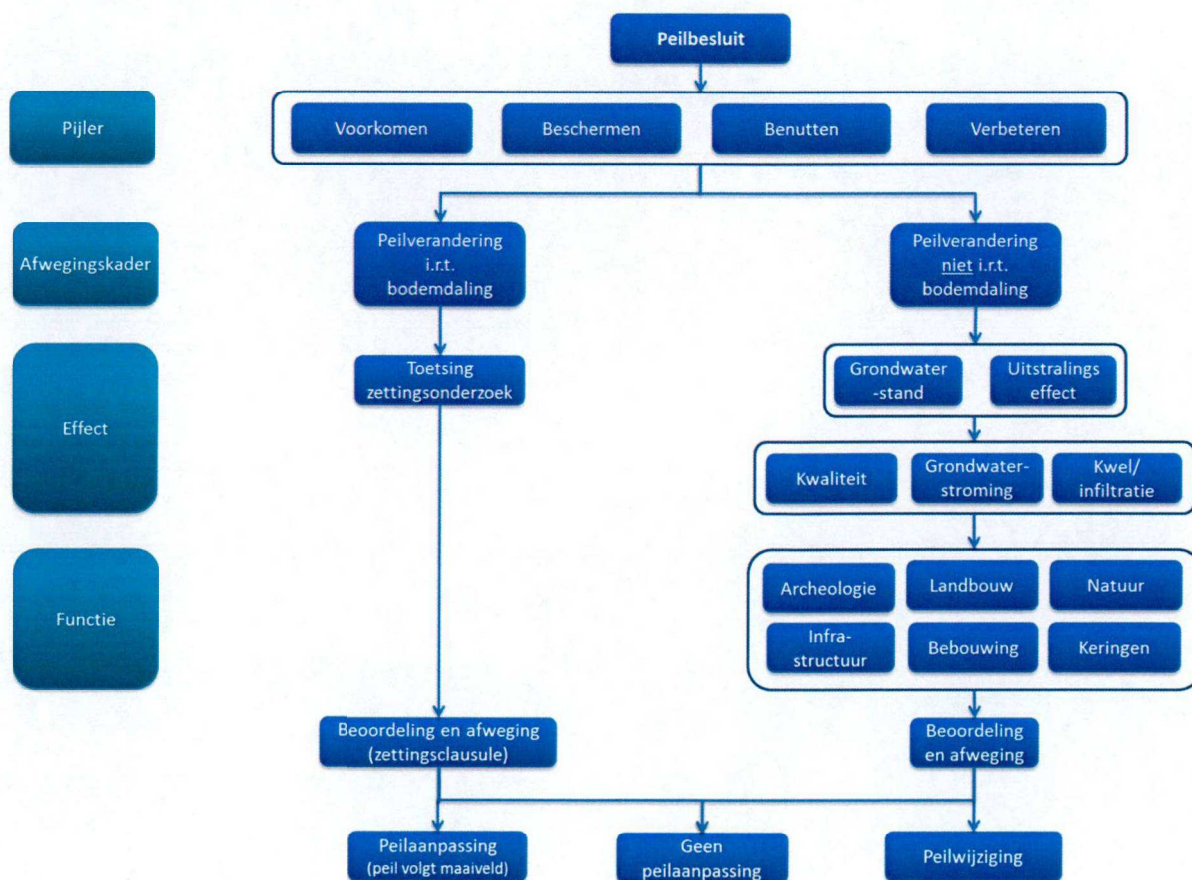 Peilbesluit
Pijler
Voorkomen
Beschermen
Benutten
Verbeteren
Afwegingskader
Peilverandering
i.r.t.
bodemdaling
Peilverandering
niet i.r.t.
bodemdaling
Effect
Toetsing
zettingsonderzoek
Grondwater
-stand
Uitstralings
effect
Kwaliteit
Grondwater-
stroming
Kwel/
infiltratie
Functie
Archeologie
Landbouw
Natuur
Infra-
structuur
Bebouwing
Keringen
Beoordeling en afweging
(zettingsclausule)
Beoordeling
en afweging
Peilaanpassing
(peil volgt maaiveld)
Geen
peilaanpassing
Peilwijziging